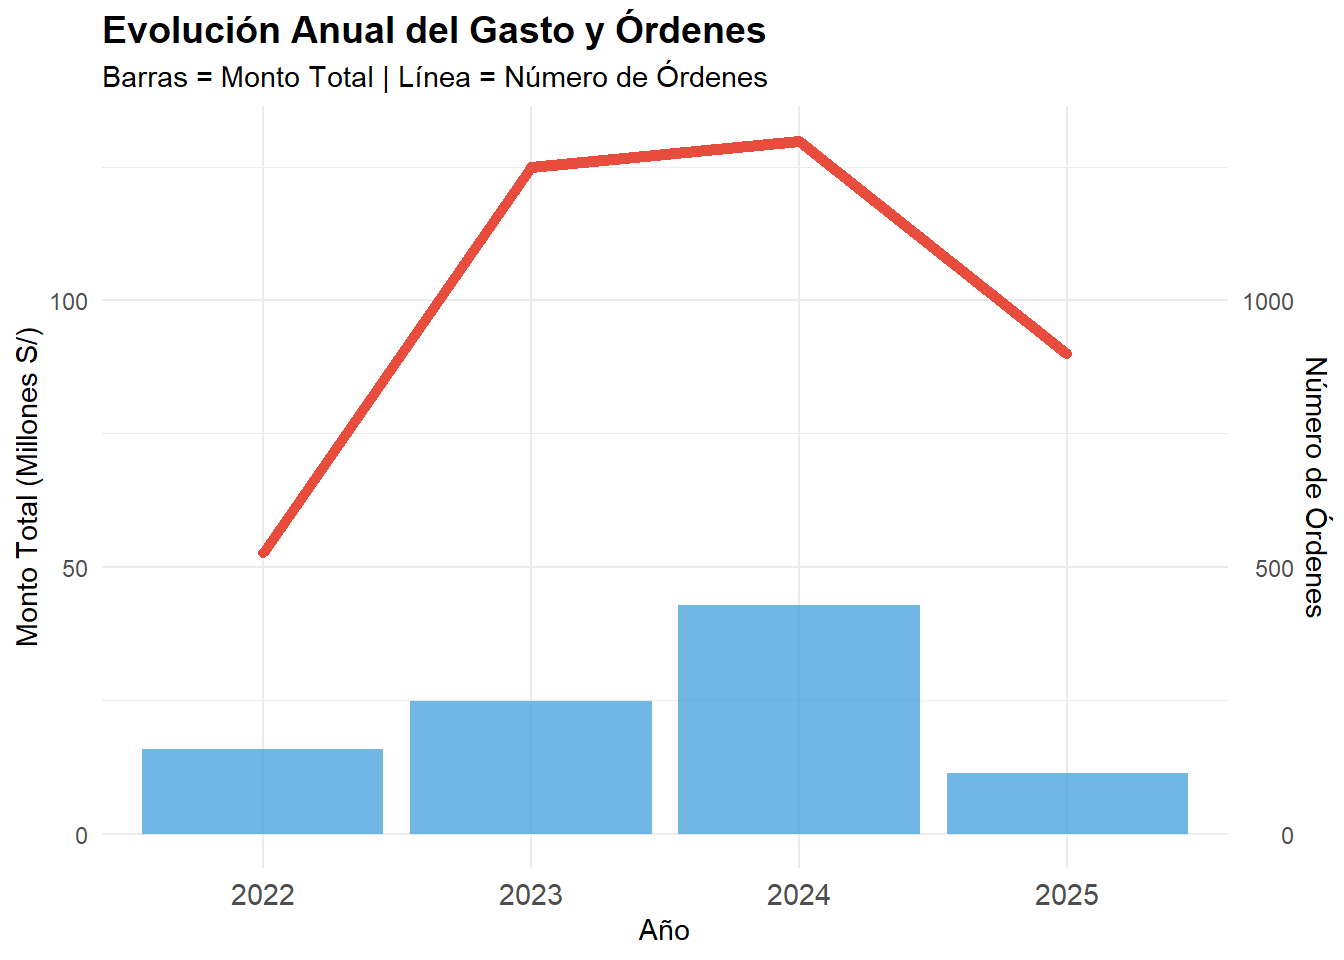 Evolución Anual del Gasto y Órdenes
Barras = Monto Total | Línea = Número de Órdenes
Monto Total (Millones S/)
100
50
0
1000
500
0
Número de Órdenes
2022 2023 2024 2025
Año